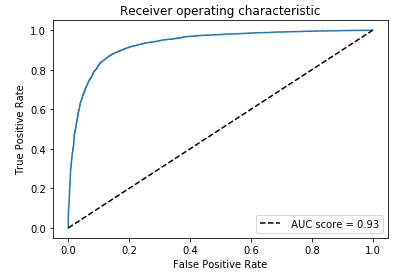 Receiver operating characteristic
True Positive Rate
1.0
0.8
0.6
0.4
0.2
0.0
AUC score = 0.93
0.0 0.2 0.4 0.6 0.8 1.0
False Positive Rate